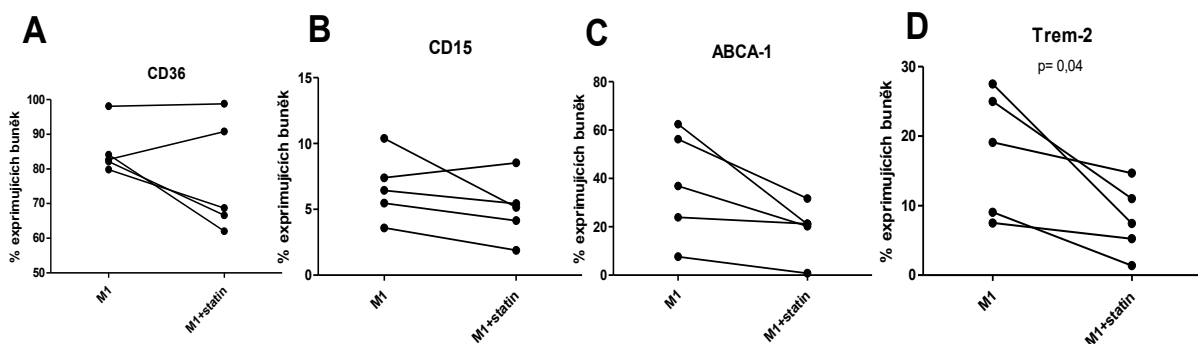 A
CD36
% exprimujících buněk
100
90
80
70
60
50
M1
M1+statin
B
CD15
% exprimujících buněk
15
10
5
0
M1
M1+statin
C
ABCA-1
% exprimujících buněk
80
60
40
20
0
M1
M1+statin
D
Trem-2
p= 0,04
% exprimujících buněk
30
20
10
0
M1
M1+statin